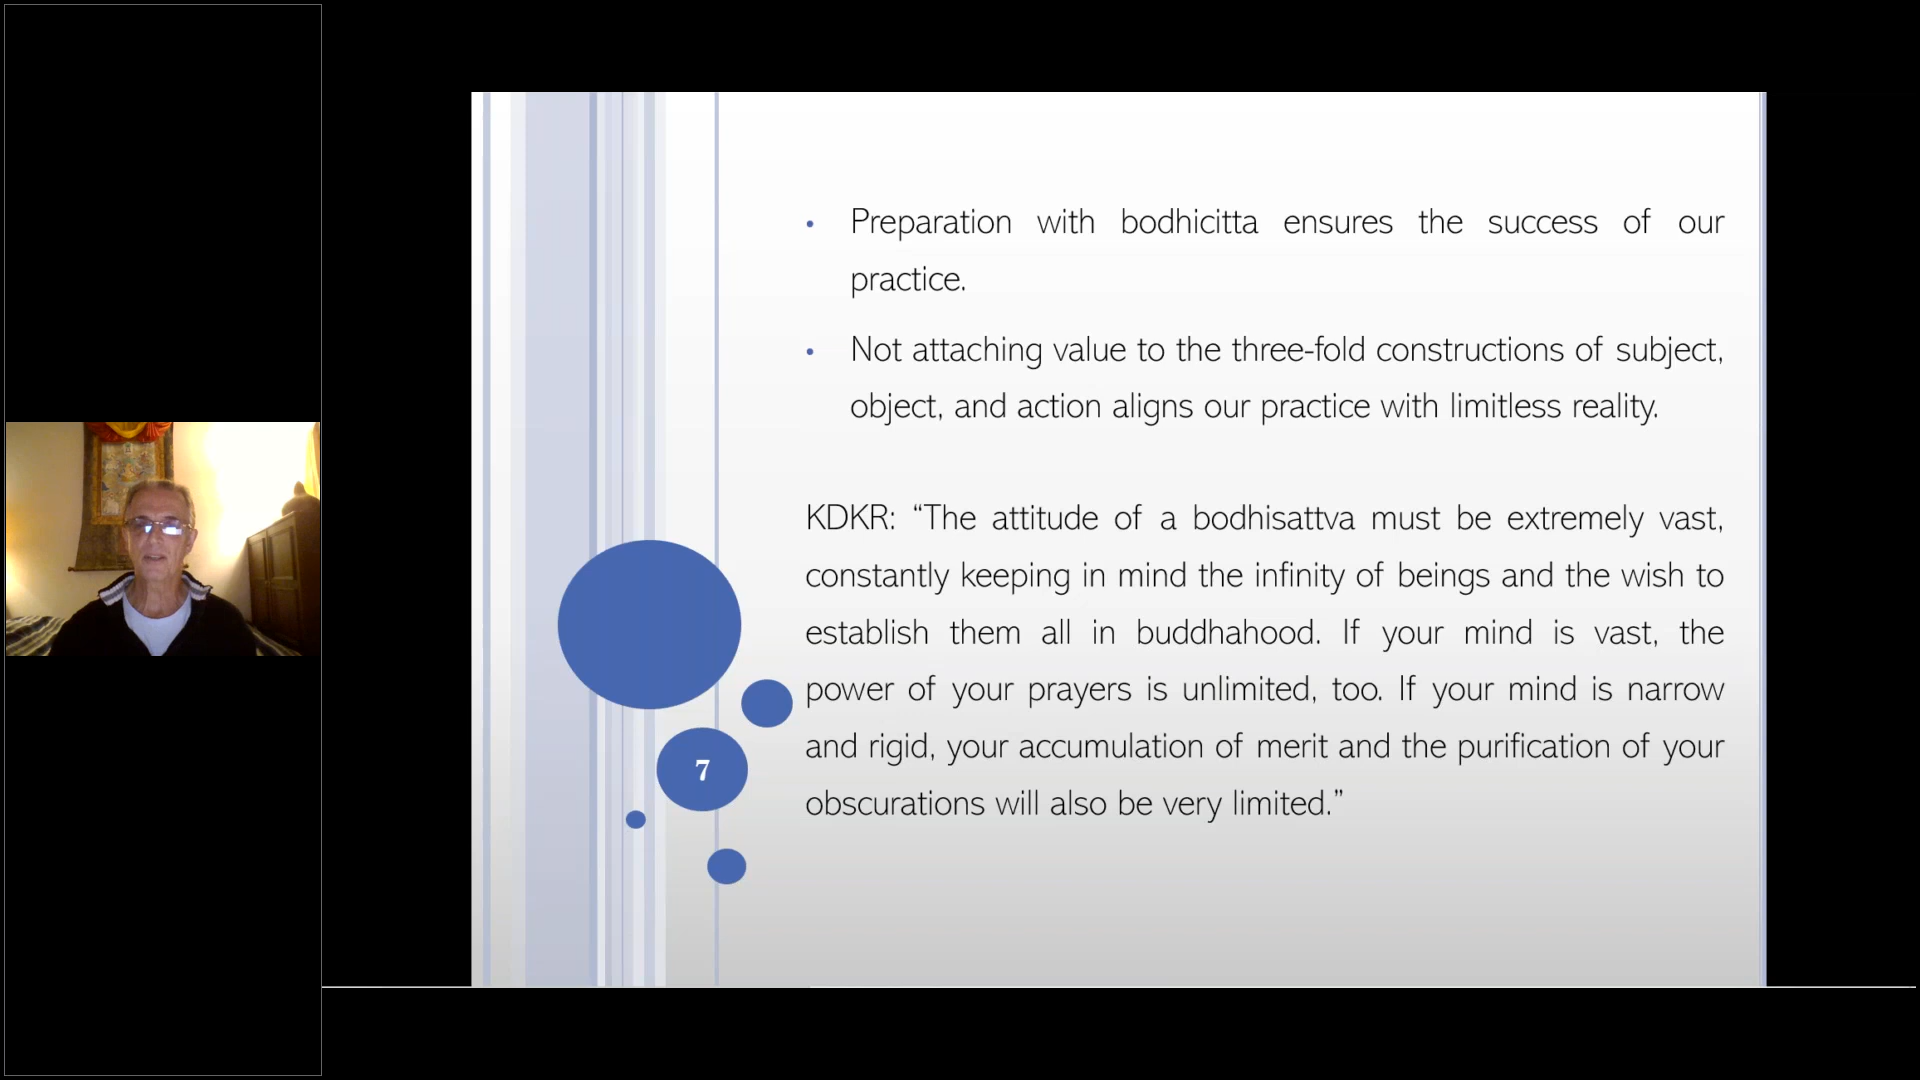 • Preparation with bodhicitta ensures the success of our
practice.
• Not attaching value to the three-fold constructions of subject,
object, and action aligns our practice with limitless reality.
KDKR: “The attitude of a bodhisattva must be extremely vast,
constantly keeping in mind the infinity of beings and the wish to
establish them all in buddhahood. If your mind is vast, the
power of your prayers is unlimited, too. If your mind is narrow
and rigid, your accumulation of merit and the purification of your
obscurations will also be very limited.”
7